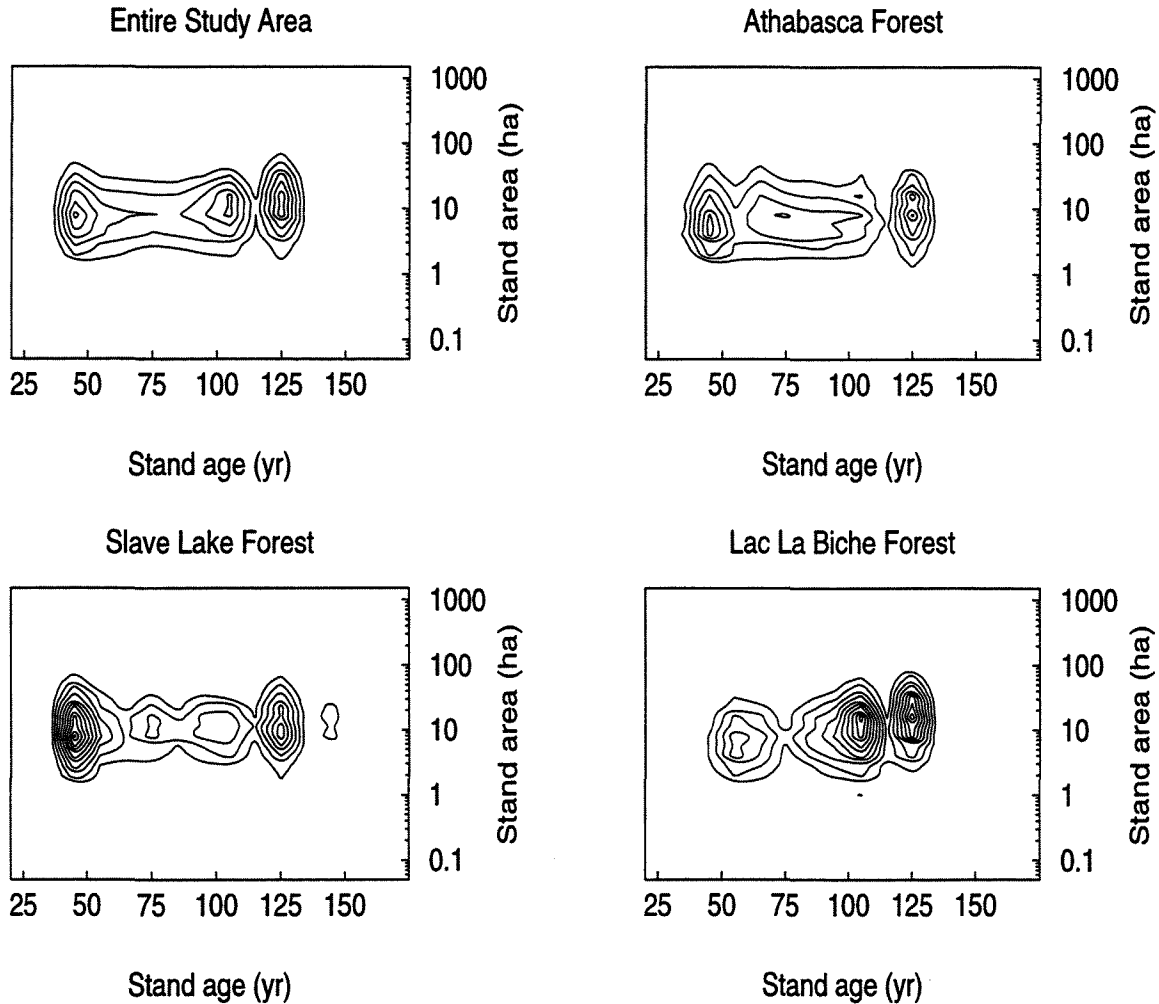 Entire Study Area
1000
100
10
1
0.1
Stand area (ha)
25 50 75 100 125 150
Stand age (yr)
Athabasca Forest
1000
100
10
1
0.1
Stand area (ha)
25 50 75 100 125 150
Stand age (yr)
Slave Lake Forest
1000
100
10
1
0.1
Stand area (ha)
25 50 75 100 125 150
Stand age (yr)
Lac La Biche Forest
1000
100
10
1
0.1
Stand area (ha)
25 50 75 100 125 150
Stand age (yr)